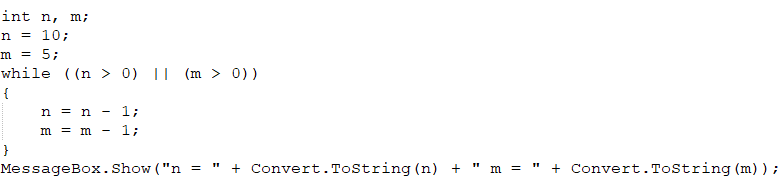 int n, m;
n = 10;
m = 5;
while ((n > 0) || (m > 0))
{
    n = n - 1;
    m = m - 1;
}
MessageBox.Show("n = " + Convert.ToString(n) + " m = " + Convert.ToString(m));